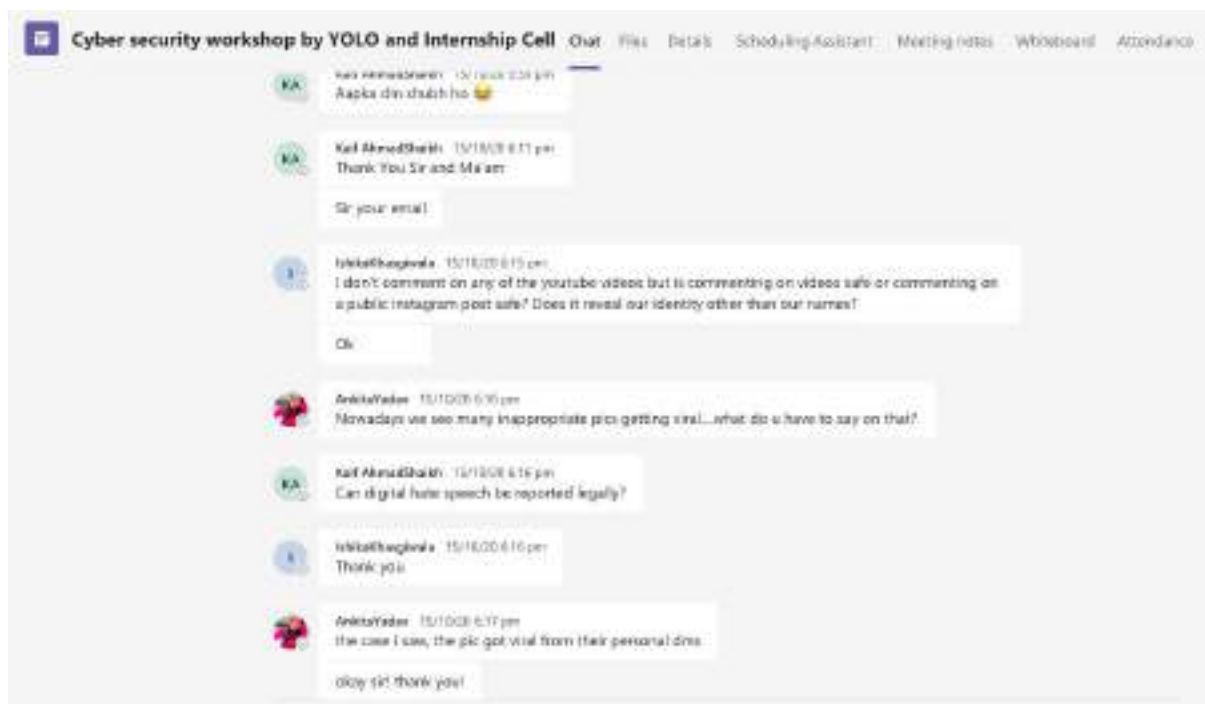 Cyber security workshop by YOLO and Internship Cell Chat Files Details Scheduling Assistant Meeting notes Whiteboard Attendance
KA
Aapka din shubh ho
KA Kaif AhmadShaikh 15/10/20 6:11 pm
Thank You Sir and Ma'am
Sir your email
I 15/10/20 6:15 pm
I don't comment on any of the youtube videos but is commenting on videos safe or commenting on
a public instagram post safe? Does it reveal our identity other than our names?
Ok
AnkitaYadav 15/10/20 6:16 pm
Nowadays we see many inappropriate pics getting viral...what do u have to say on that?
KA Kaif AhmadShaikh 15/10/20 6:16 pm
Can digital hate speech be reported legally?
I 15/10/20 6:16 pm
Thank you
AnkitaYadav 15/10/20 6:17 pm
the case I saw, the pic got viral from their personal dms
okay sir! thank you!